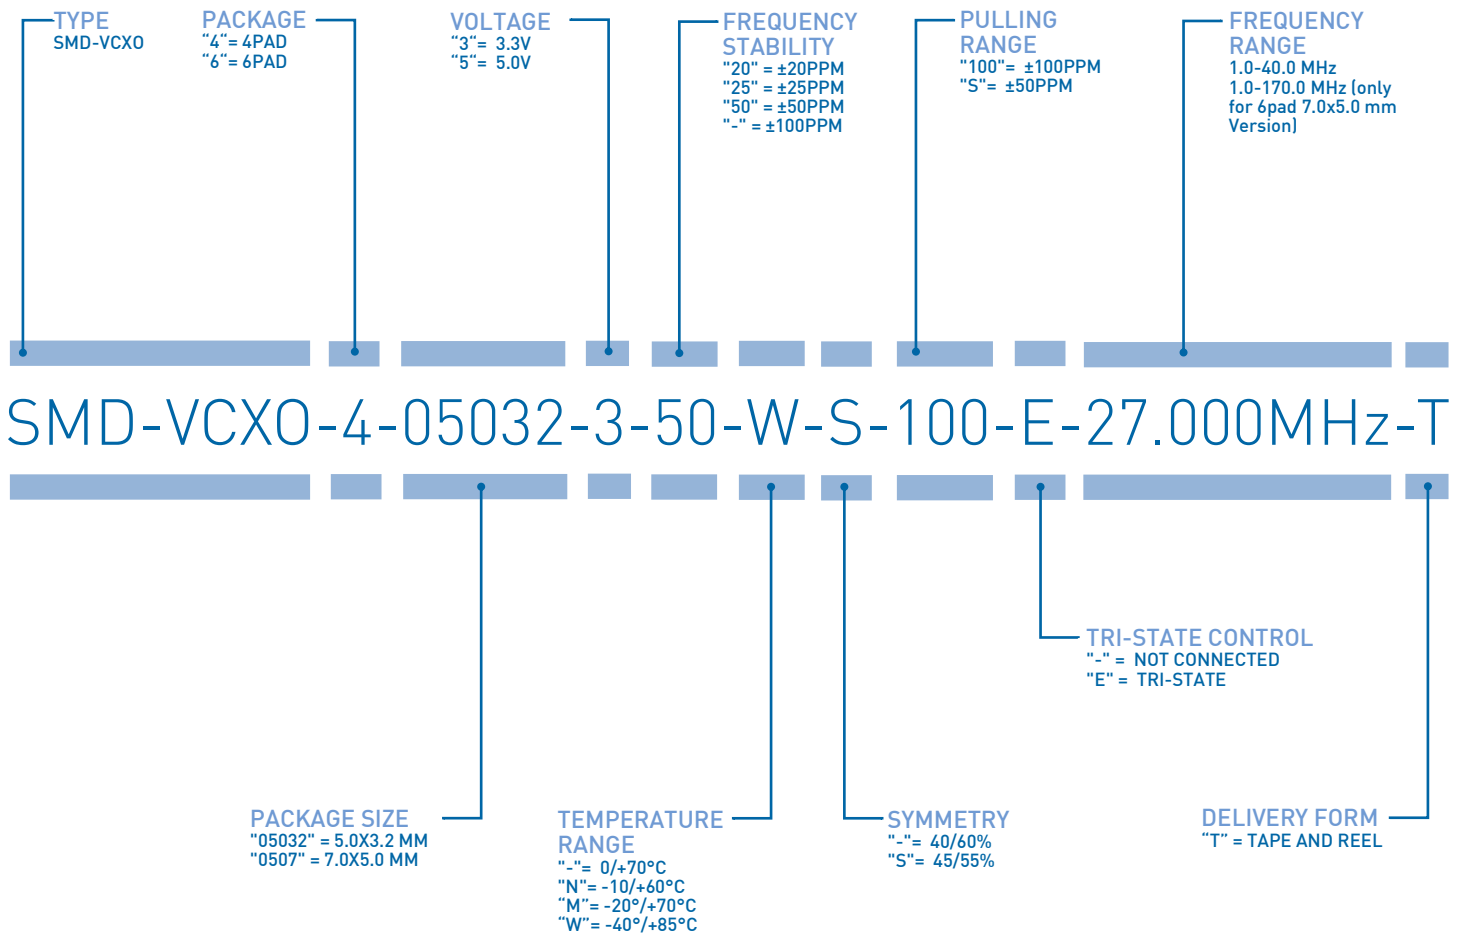 TYPE
SMD-VCXO
PACKAGE
“4“= 4PAD
“6“= 6PAD
VOLTAGE
“3“= 3.3V
“5“= 5.0V
FREQUENCY
STABILITY
"20" = ±20PPM
"25" = ±25PPM
"50" = ±50PPM
"-" = ±100PPM
PULLING
RANGE
"100"= ±100PPM
"S"= ±50PPM
FREQUENCY
RANGE
1.0-40.0 MHz
1.0-170.0 MHz (only
for 6pad 7.0x5.0 mm
Version)
SMD-VCXO-4-05032-3-50-W-S-100-E-27.000MHz-T
TRI-STATE CONTROL
"-" = NOT CONNECTED
"E" = TRI-STATE
PACKAGE SIZE
"05032" = 5.0X3.2 MM
"0507" = 7.0X5.0 MM
TEMPERATURE
RANGE
"-"= 0/+70°C
"N"= -10/+60°C
“M”= -20°/+70°C
“W”= -40°/+85°C
SYMMETRY
"-"= 40/60%
"S"= 45/55%
DELIVERY FORM
“T” = TAPE AND REEL